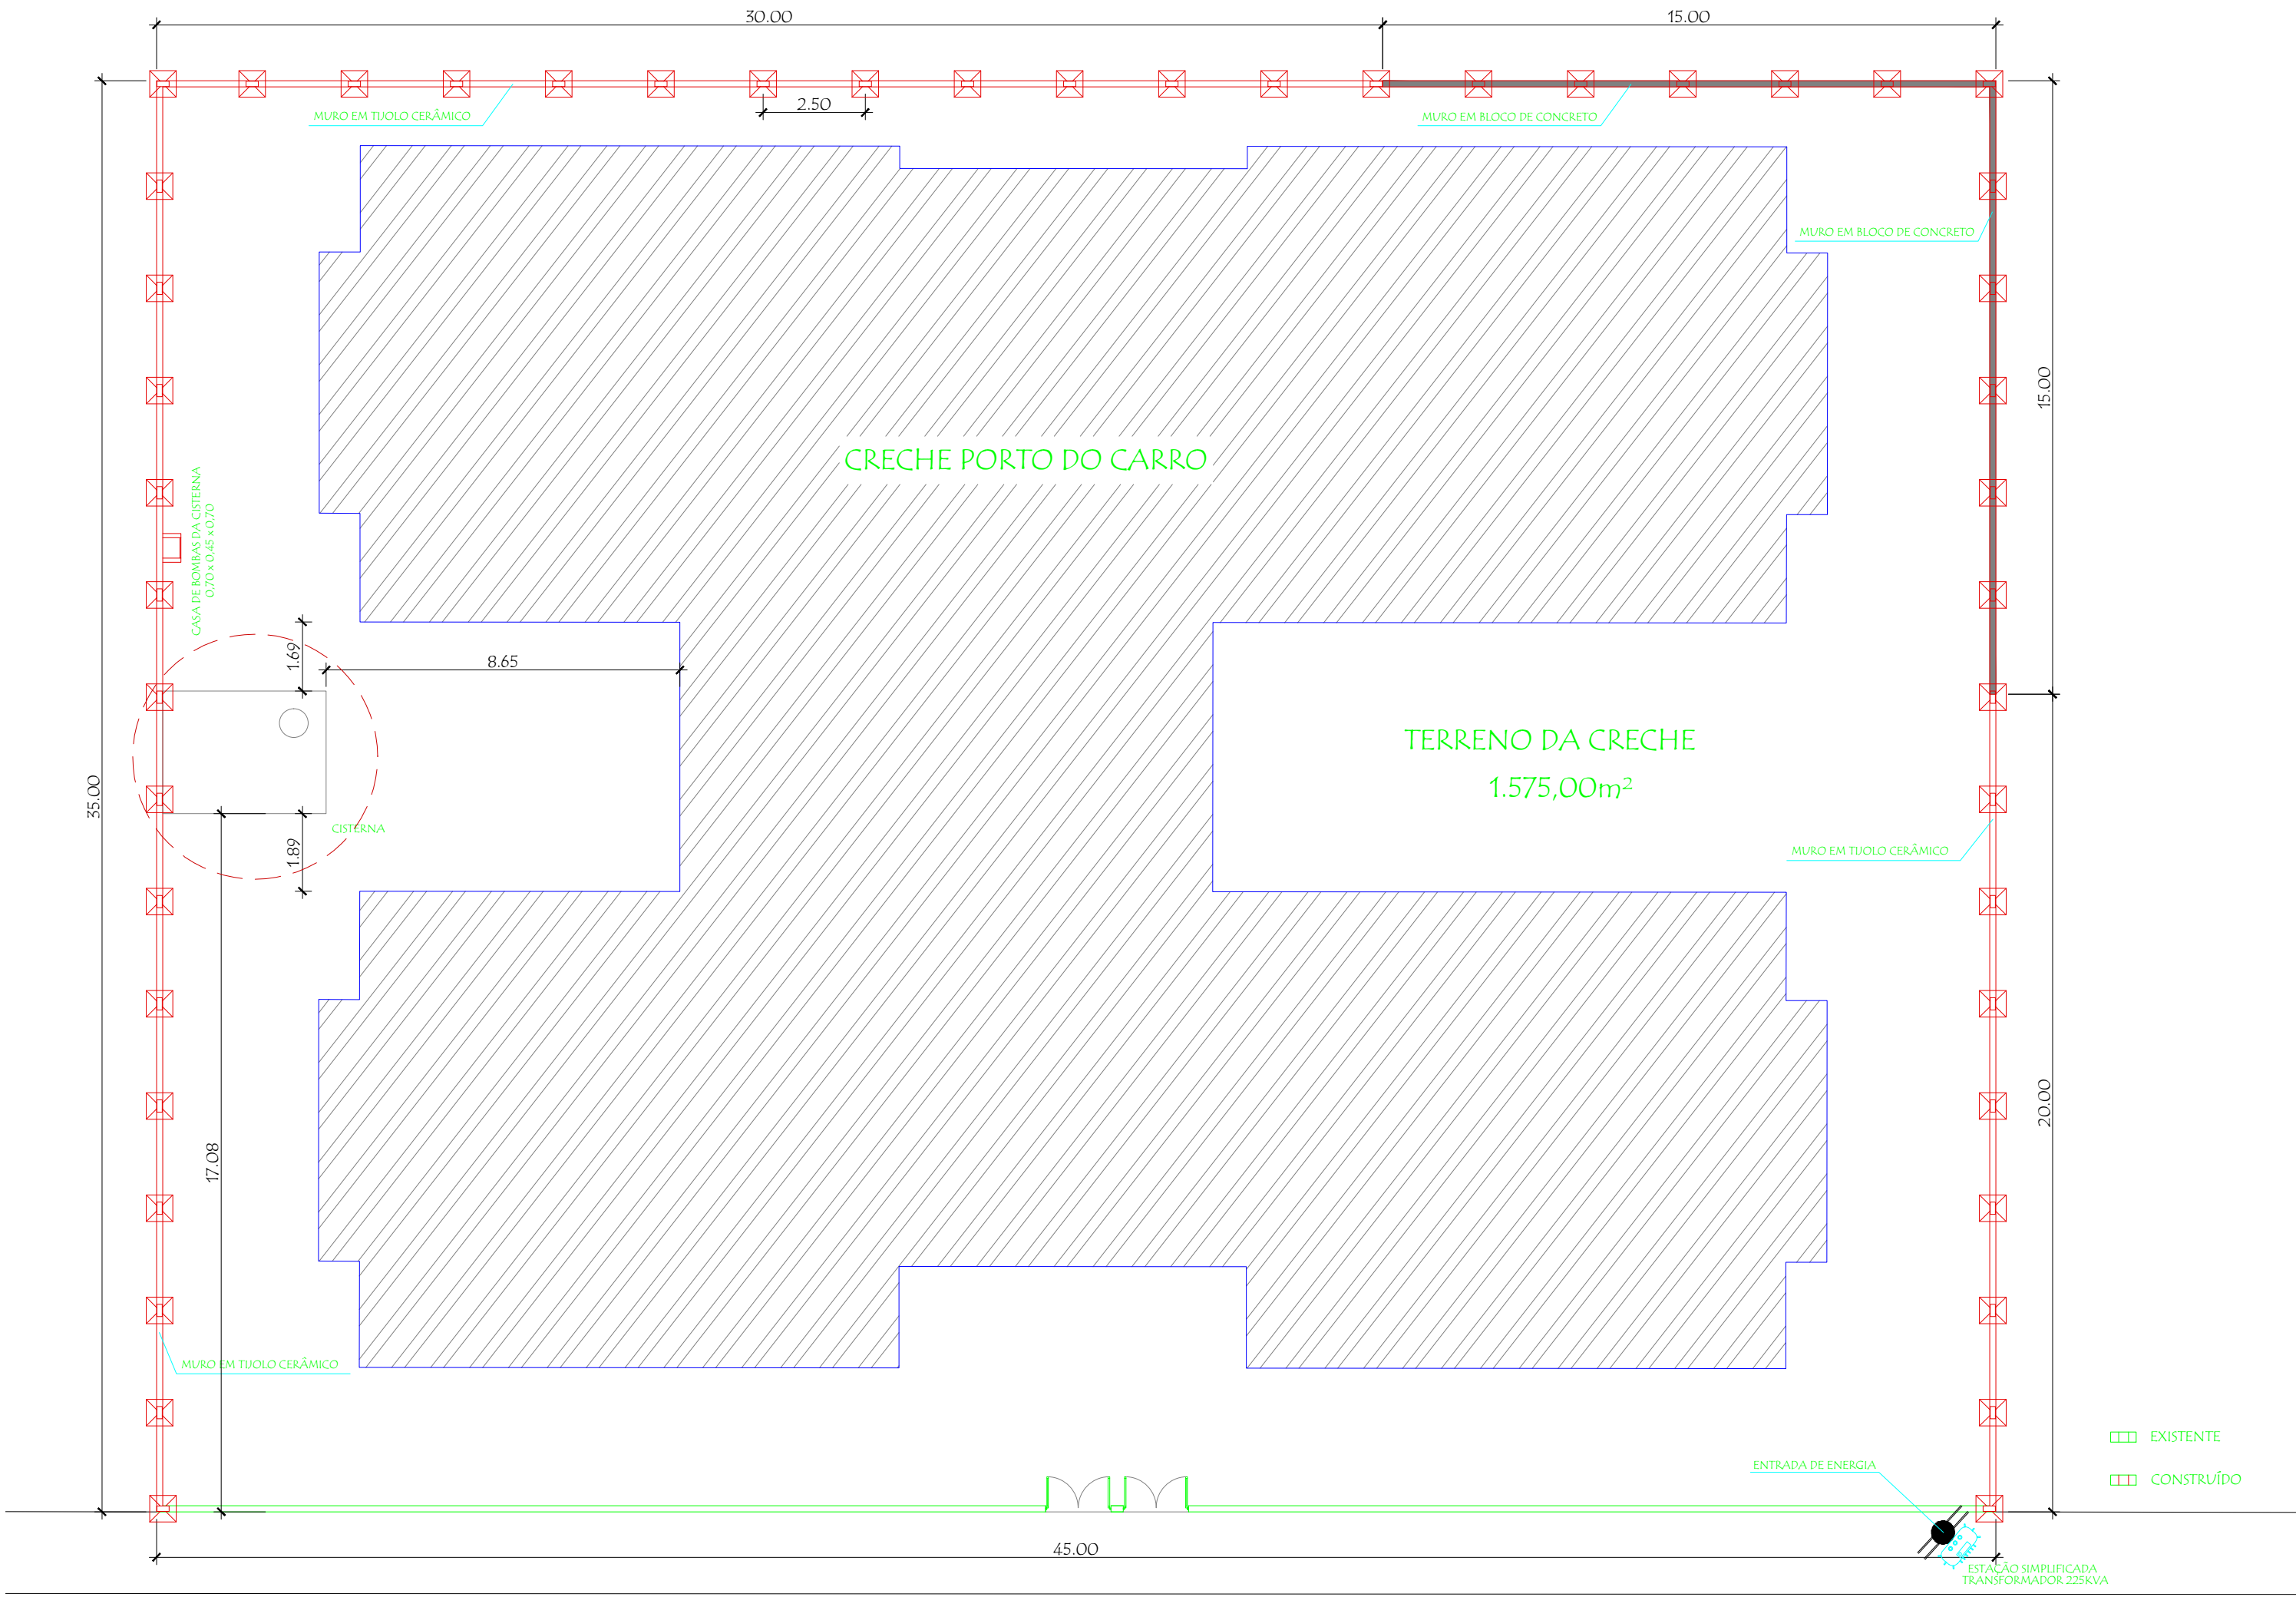 30.00
15.00
MURO EM TIJOLO CERÂMICO
2.50
MURO EM BLOCO DE CONCRETO
MURO EM BLOCO DE CONCRETO
15.00
CRECHE PORTO DO CARRO
CASA DE BOMBAS DA CISTERNA
0,70 x 0,45 x 0,70
1.69
8.65
TERRENO DA CRECHE
1.575,00m²
35.00
CISTERNA
1.89
MURO EM TIJOLO CERÂMICO
20.00
17.08
MURO EM TIJOLO CERÂMICO
EXISTENTE
ENTRADA DE ENERGIA
CONSTRUÍDO
45.00
ESTAÇÃO SIMPLIFICADA
TRANSFORMADOR 225KVA